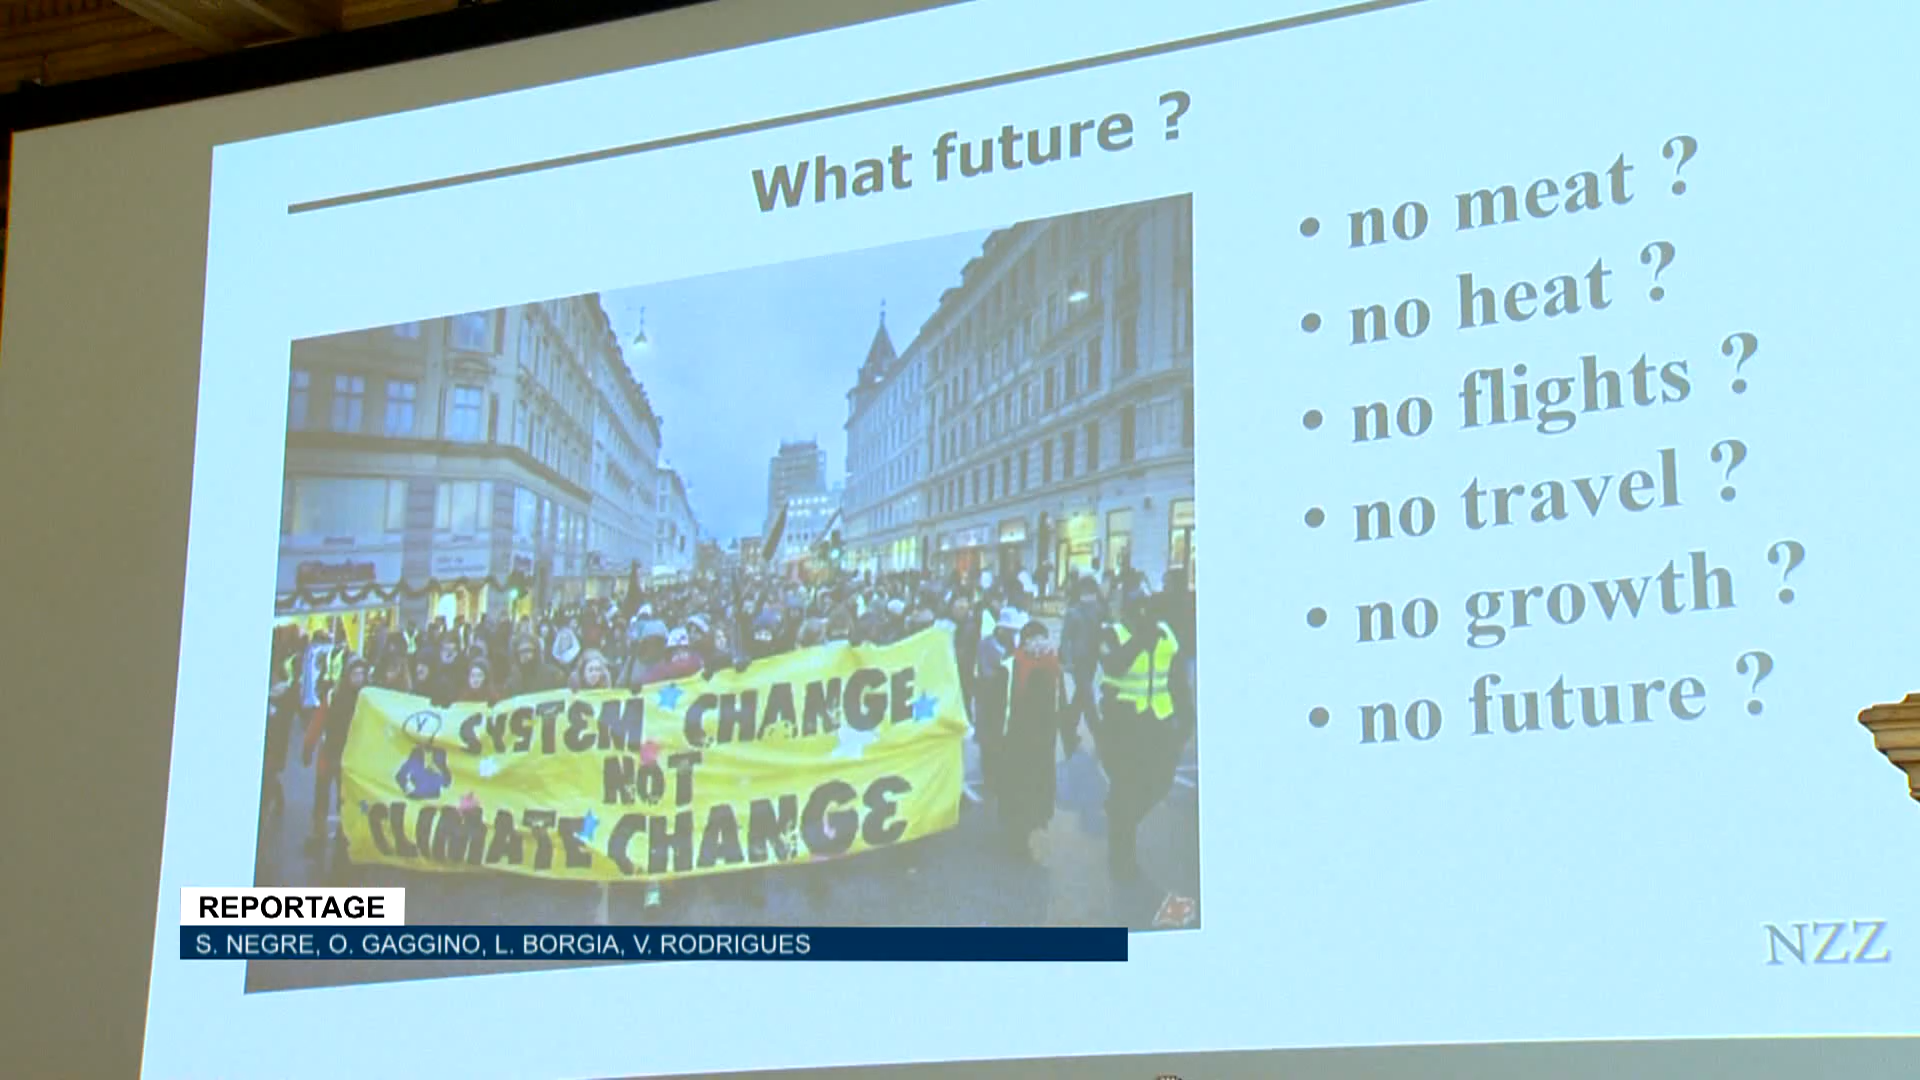 What future ?
• no meat ?
• no heat ?
• no flights ?
• no travel ?
• no growth ?
• no future ?
SYSTEM CHANGE
NOT
CLIMATE CHANGE
NZZ
REPORTAGE
S. NEGRE, O. GAGGINO, L. BORGIA, V. RODRIGUES